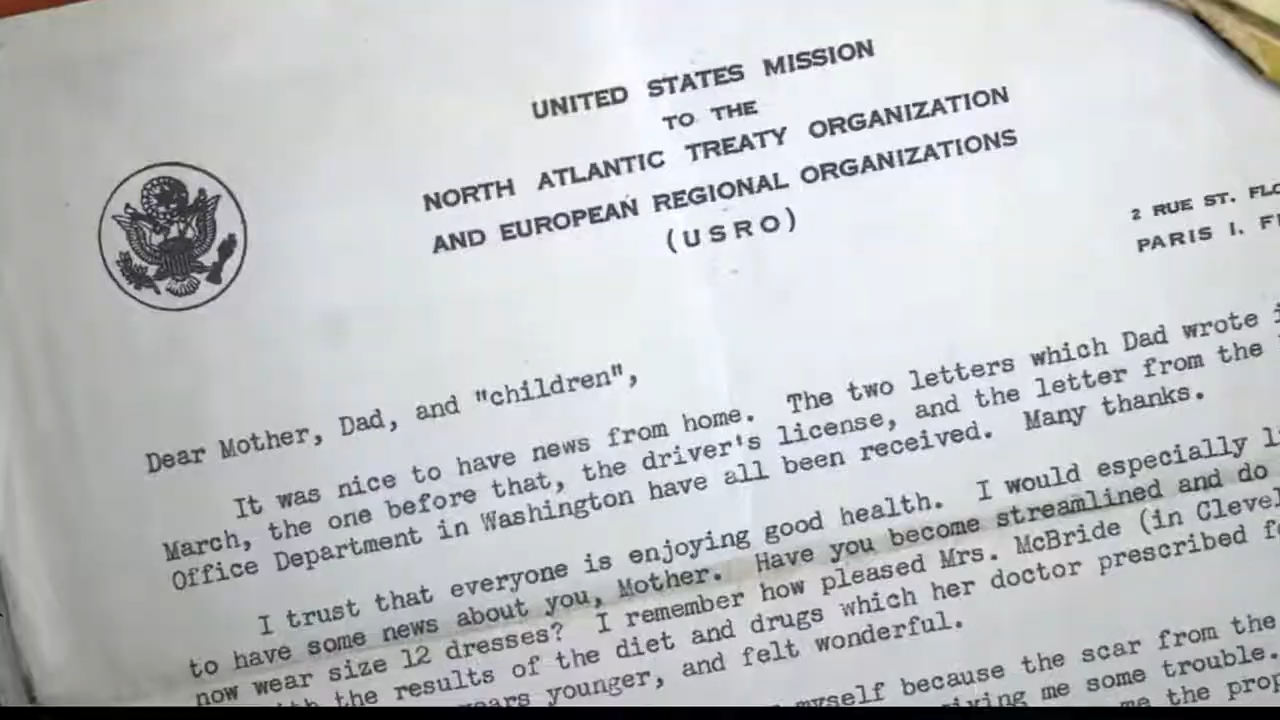 UNITED STATES MISSION
TO THE
NORTH ATLANTIC TREATY ORGANIZATION
AND EUROPEAN REGIONAL ORGANIZATIONS
(USRO)
2 RUE ST.
PARIS I.
Dear Mother, Dad, and "children",
It was nice to have news from home. The two letters which Dad wrote
March, the one before that, the driver's license, and the letter from the
Office Department in Washington have all been received. Many thanks.
I trust that everyone is enjoying good health. I would especially
to have some news about you, Mother. Have you become streamlined and do
now wear size 12 dresses? I remember how pleased Mrs. McBride (in
the results of the diet and drugs which her doctor prescribed
younger, and felt wonderful.
myself because the scar from the
me some trouble.
me the